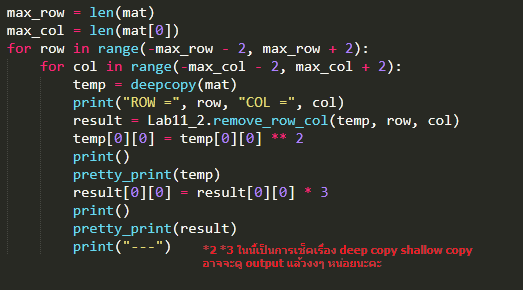 max_row = len(mat)
max_col = len(mat[0])
for row in range(-max_row - 2, max_row + 2):
    for col in range(-max_col - 2, max_col + 2):
        temp = deepcopy(mat)
        print("ROW =", row, "COL =", col)
        result = Lab11_2.remove_row_col(temp, row, col)
        temp[0][0] = temp[0][0] ** 2
        print()
        pretty_print(temp)
        result[0][0] = result[0][0] * 3
        print()
        pretty_print(result)
        print("---")
*2 *3 ในนี้เป็นการเช็คเรื่อง deep copy shallow copy
อาจจะดู output แล้วงงๆ หน่อยนะคะ